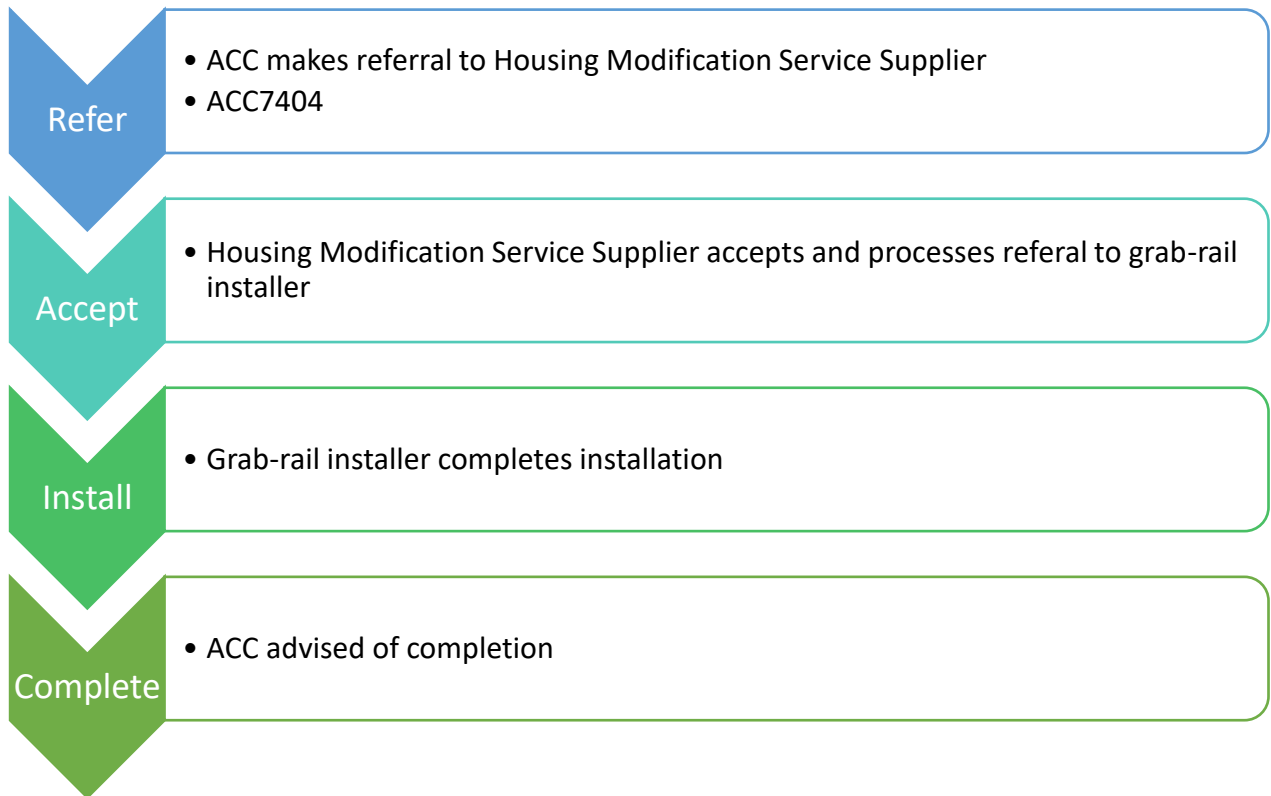 Refer
• ACC makes referral to Housing Modification Service Supplier
• ACC7404
Accept
• Housing Modification Service Supplier accepts and processes referal to grab-rail
installer
Install
• Grab-rail installer completes installation
Complete
• ACC advised of completion